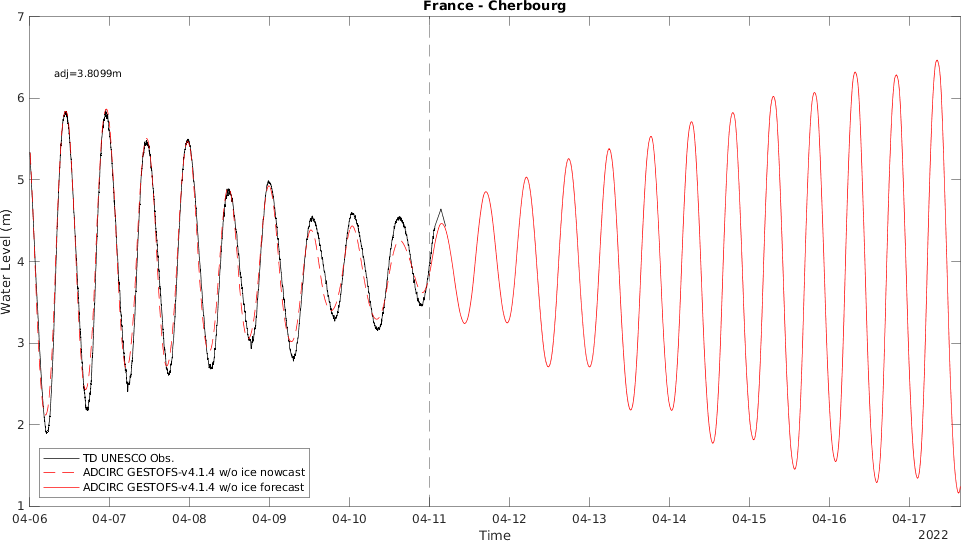 France - Cherbourg
7
adj=3.8099m
6
5
4
3
2
1
Water Level (m)
TD UNESCO Obs.
ADCIRC GESTOFS-v4.1.4 w/o ice nowcast
ADCIRC GESTOFS-v4.1.4 w/o ice forecast
04-06 04-07 04-08 04-09 04-10 04-11 04-12 04-13 04-14 04-15 04-16 04-17
Time
2022